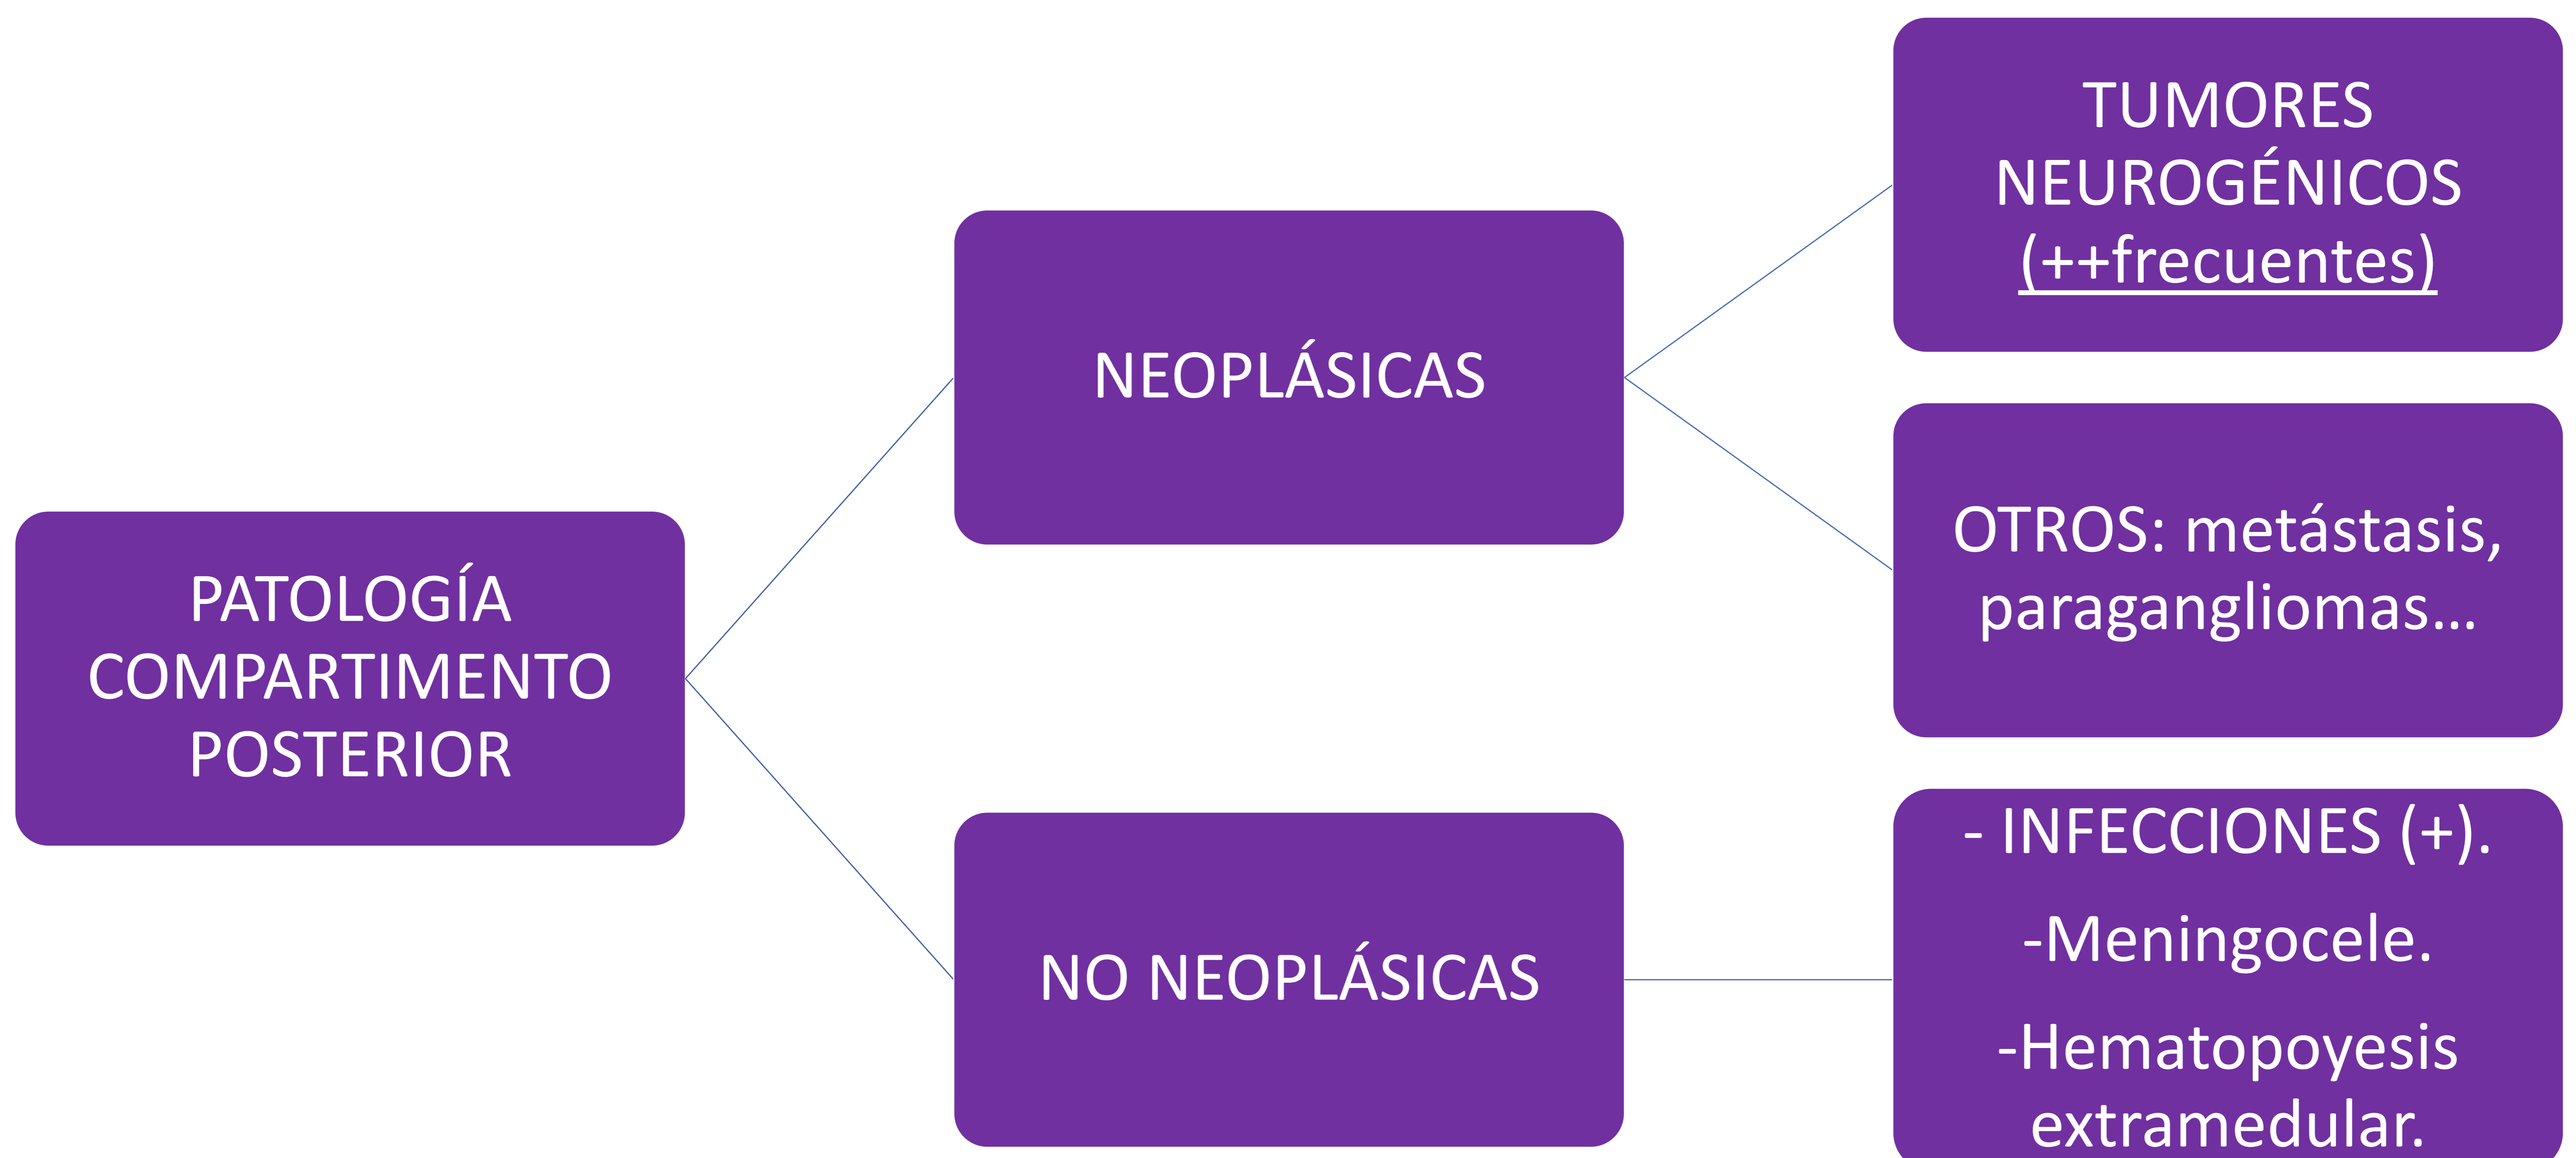 PATOLOGÍA
COMPARTIMENTO
POSTERIOR
NEOPLÁSICAS
TUMORES
NEUROGÉNICOS
(++frecuentes)
OTROS: metástasis,
paragangliomas...
NO NEOPLÁSICAS
- INFECCIONES (+).
-Meningocele.
-Hematopoyesis
extramedular.